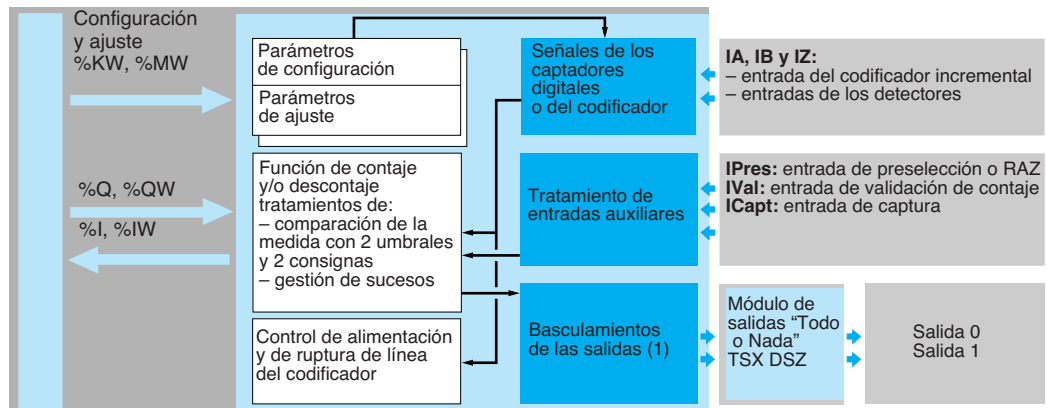 Configuración
y ajuste
%KW, %MW
%Q, %QW
%I, %IW
Parámetros
de configuración
Parámetros
de ajuste
Función de contaje
y/o descontaje
tratamientos de:
– comparación de la
medida con 2 umbrales
y 2 consignas
– gestión de sucesos
Control de alimentación
y de ruptura de línea
del codificador
Señales de los
captadores
digitales
o del codificador
Tratamiento de
entradas auxiliares
Basculamientos
de las salidas (1)
IA, IB y IZ:
– entrada del codificador incremental
– entradas de los detectores
IPres: entrada de preselección o RAZ
IVal: entrada de validación de contaje
ICapt: entrada de captura
Módulo de
salidas “Todo
o Nada”
TSX DSZ
Salida 0
Salida 1